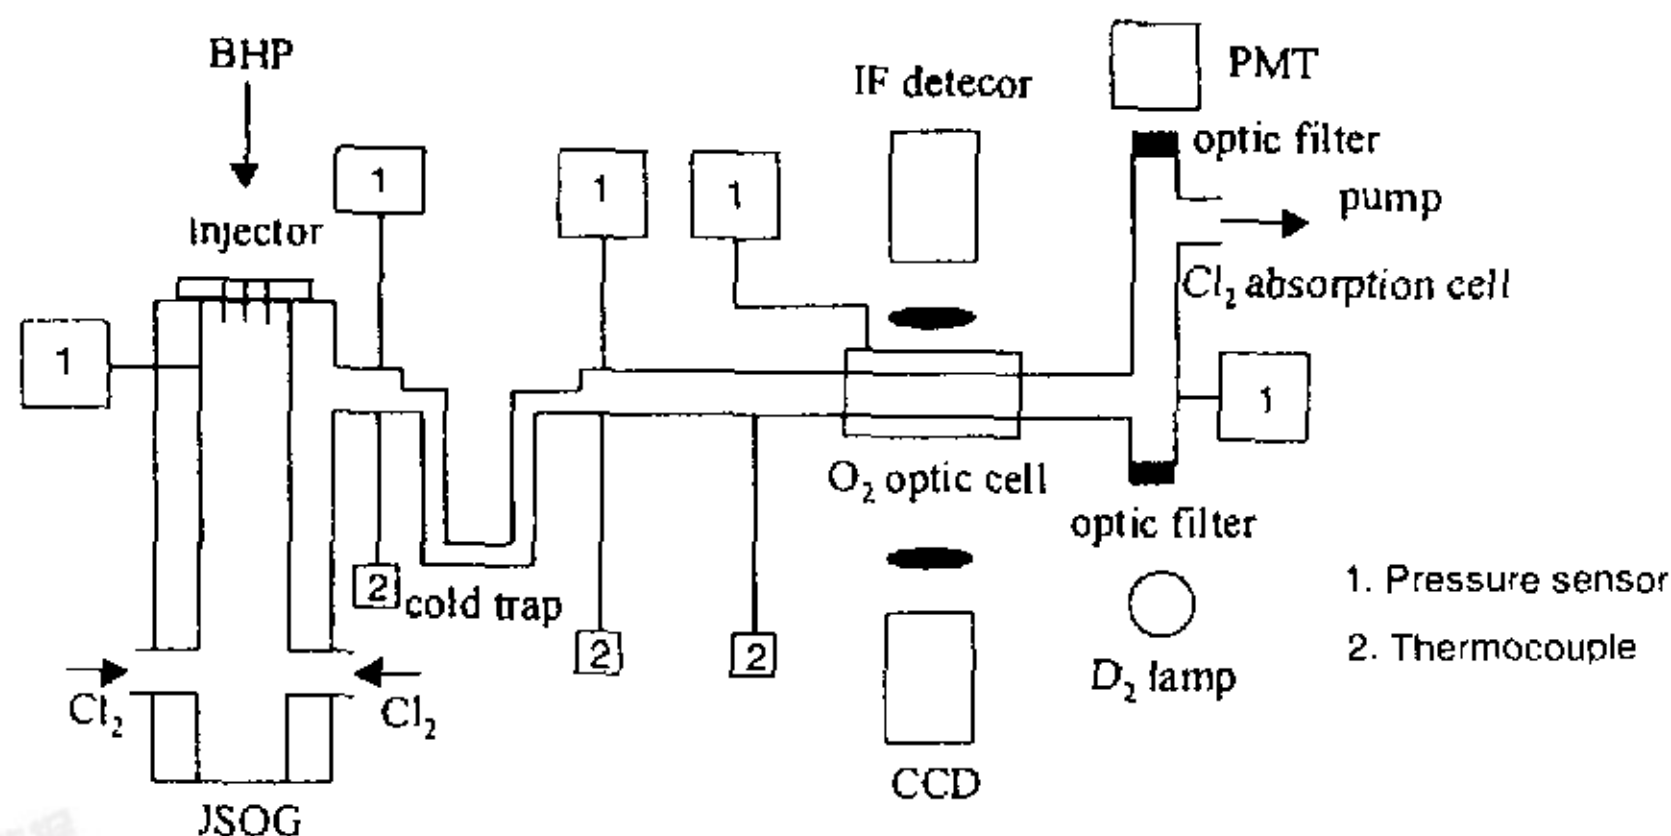 BHP
Injector
1
1
1
1
IF detecor
PMT
optic filter
pump
Cl2 absorption cell
1
O2 optic cell
optic filter
2
cold trap
2
2
D2 lamp
1. Pressure sensor
2. Thermocouple
Cl2
Cl2
CCD
JSOG